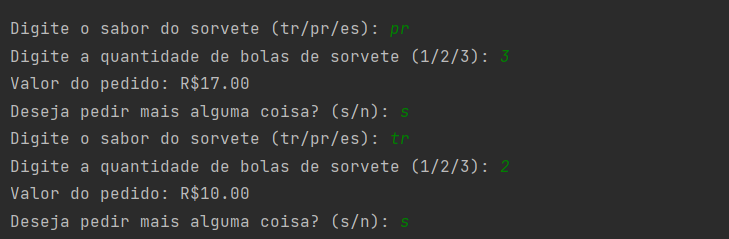 Digite o sabor do sorvete (tr/pr/es): pr
Digite a quantidade de bolas de sorvete (1/2/3): 3
Valor do pedido: R$17.00
Deseja pedir mais alguma coisa? (s/n): s
Digite o sabor do sorvete (tr/pr/es): tr
Digite a quantidade de bolas de sorvete (1/2/3): 2
Valor do pedido: R$10.00
Deseja pedir mais alguma coisa? (s/n): s